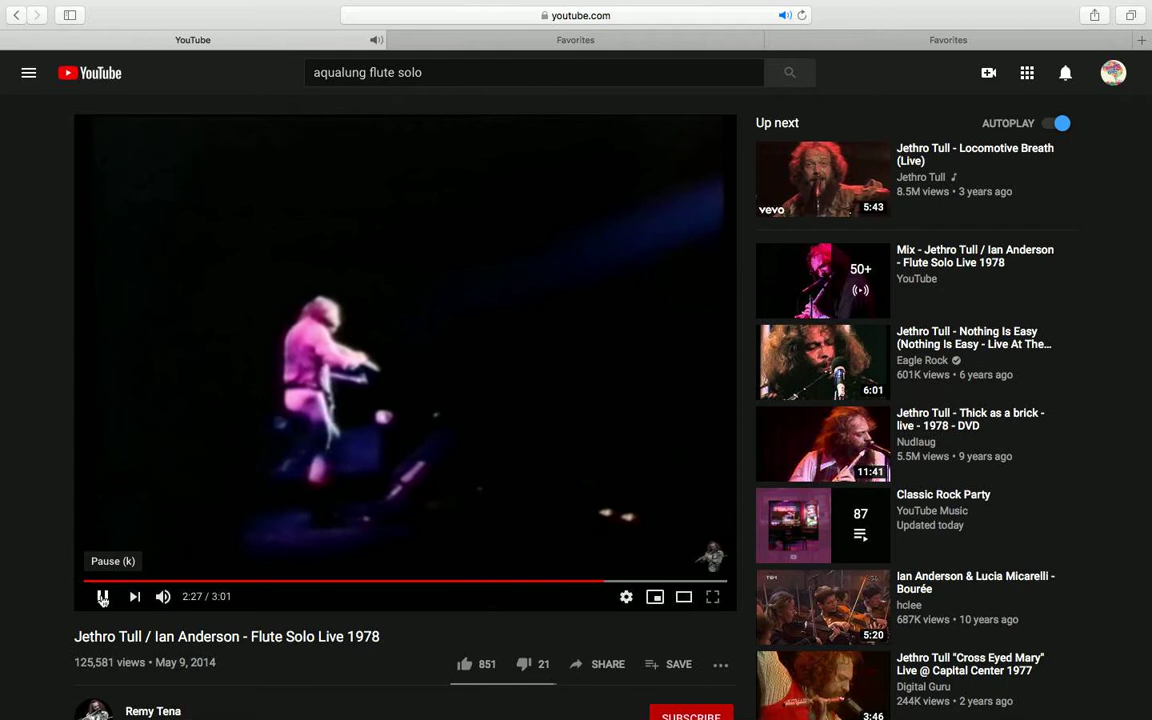 youtube.com
YouTube
Favorites
Favorites
YouTube
aqualung flute solo
Pause (k)
2:27 / 3:01
Jethro Tull / Ian Anderson - Flute Solo Live 1978
125,581 views • May 9, 2014
851
21
SHARE
SAVE
Remy Tena
SUBSCRIBE
Up next
AUTOPLAY
vevo
5:43
Jethro Tull - Locomotive Breath
(Live)
Jethro Tull
8.5M views • 3 years ago
50+
Mix - Jethro Tull / Ian Anderson
- Flute Solo Live 1978
YouTube
6:01
Jethro Tull - Nothing Is Easy
(Nothing Is Easy - Live At The...
Eagle Rock
601K views • 6 years ago
11:41
Jethro Tull - Thick as a brick -
live - 1978 - DVD
Nudlaug
5.5M views • 9 years ago
87
Classic Rock Party
YouTube Music
Updated today
5:20
Ian Anderson & Lucia Micarelli -
Bourée
hclee
687K views • 10 years ago
3:46
Jethro Tull "Cross Eyed Mary"
Live @ Capital Center 1977
Digital Guru
244K views • 2 years ago